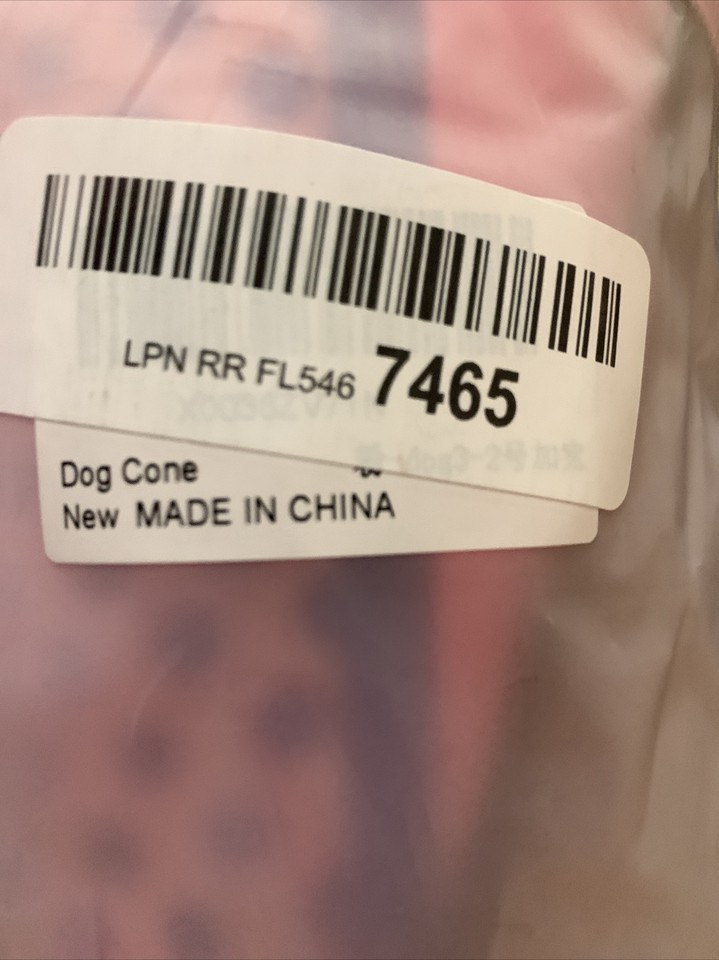 LPN RR FL546 7465
Dog Cone
New MADE IN CHINA